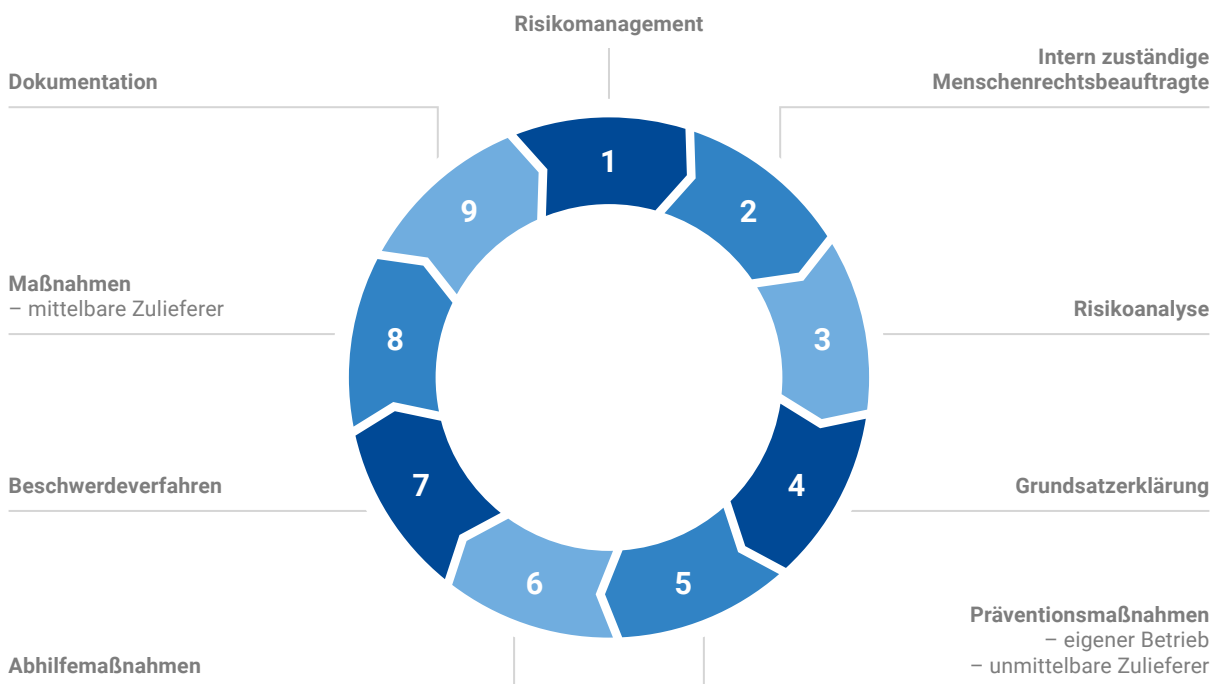 Risikomanagement
Intern zuständige
Menschenrechtsbeauftragte
Dokumentation
1
2
9
Maßnahmen
– mittelbare Zulieferer
Risikoanalyse
8
3
Beschwerdeverfahren
Grundsatzerklärung
7
4
6
5
Präventionsmaßnahmen
– eigener Betrieb
– unmittelbare Zulieferer
Abhilfemaßnahmen